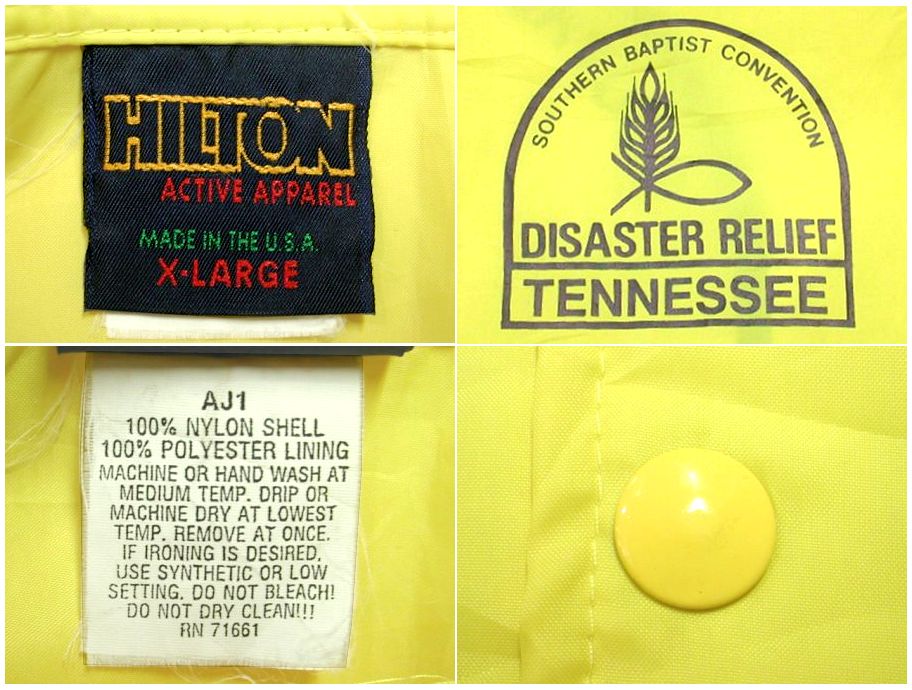 HILTON
ACTIVE APPAREL
MADE IN THE U.S.A.
X-LARGE
SOUTHERN BAPTIST CONVENTION
DISASTER RELIEF
TENNESSEE
AJ1
100% NYLON SHELL
100% POLYESTER LINING
MACHINE OR HAND WASH AT
MEDIUM TEMP. DRIP OR
MACHINE DRY AT LOWEST
TEMP. REMOVE AT ONCE.
IF IRONING IS DESIRED,
USE SYNTHETIC OR LOW
SETTING. DO NOT BLEACH!
DO NOT DRY CLEAN!!!
RN 71661